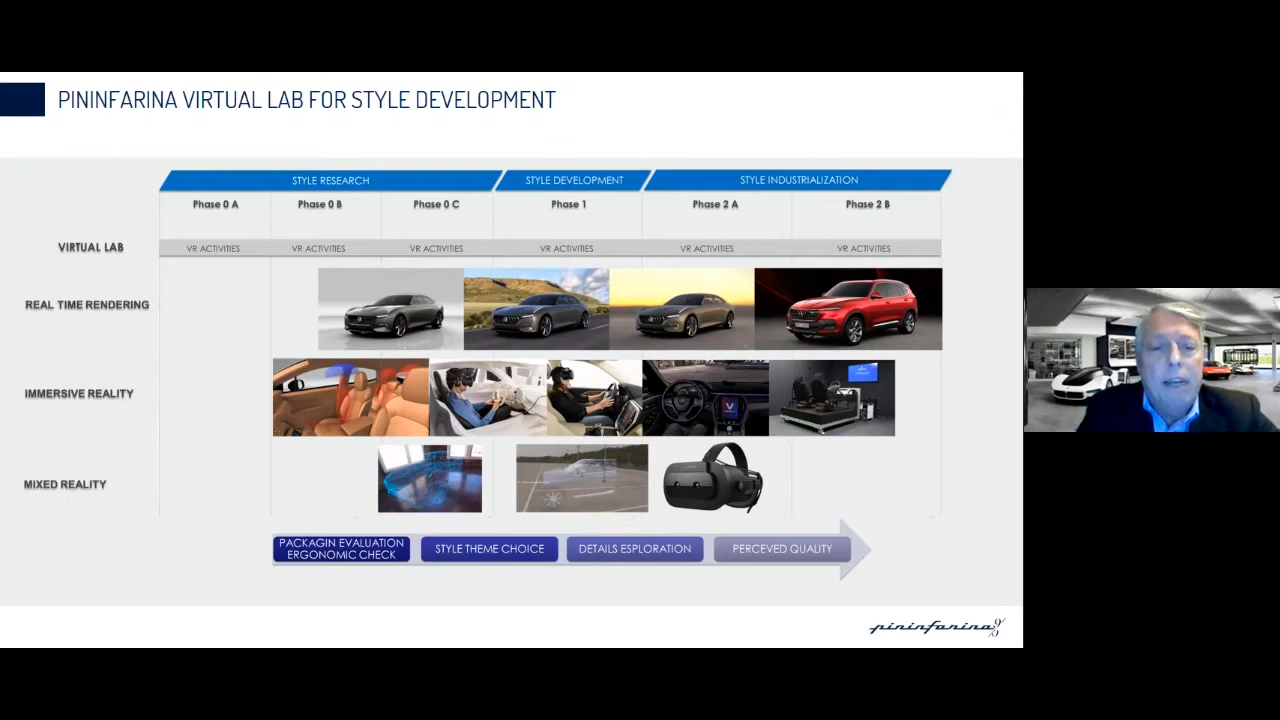 PININFARINA VIRTUAL LAB FOR STYLE DEVELOPMENT
STYLE RESEARCH
STYLE DEVELOPMENT
STYLE INDUSTRIALIZATION
Phase 0 A
Phase 0 B
Phase 0 C
Phase 1
Phase 2 A
Phase 2 B
VIRTUAL LAB
VR ACTIVITIES
VR ACTIVITIES
VR ACTIVITIES
VR ACTIVITIES
VR ACTIVITIES
VR ACTIVITIES
REAL TIME RENDERING
IMMERSIVE REALITY
MIXED REALITY
PACKAGIN EVALUATION
ERGONOMIC CHECK
STYLE THEME CHOICE
DETAILS ESPLORATION
PERCEVED QUALITY
pininfarina 90